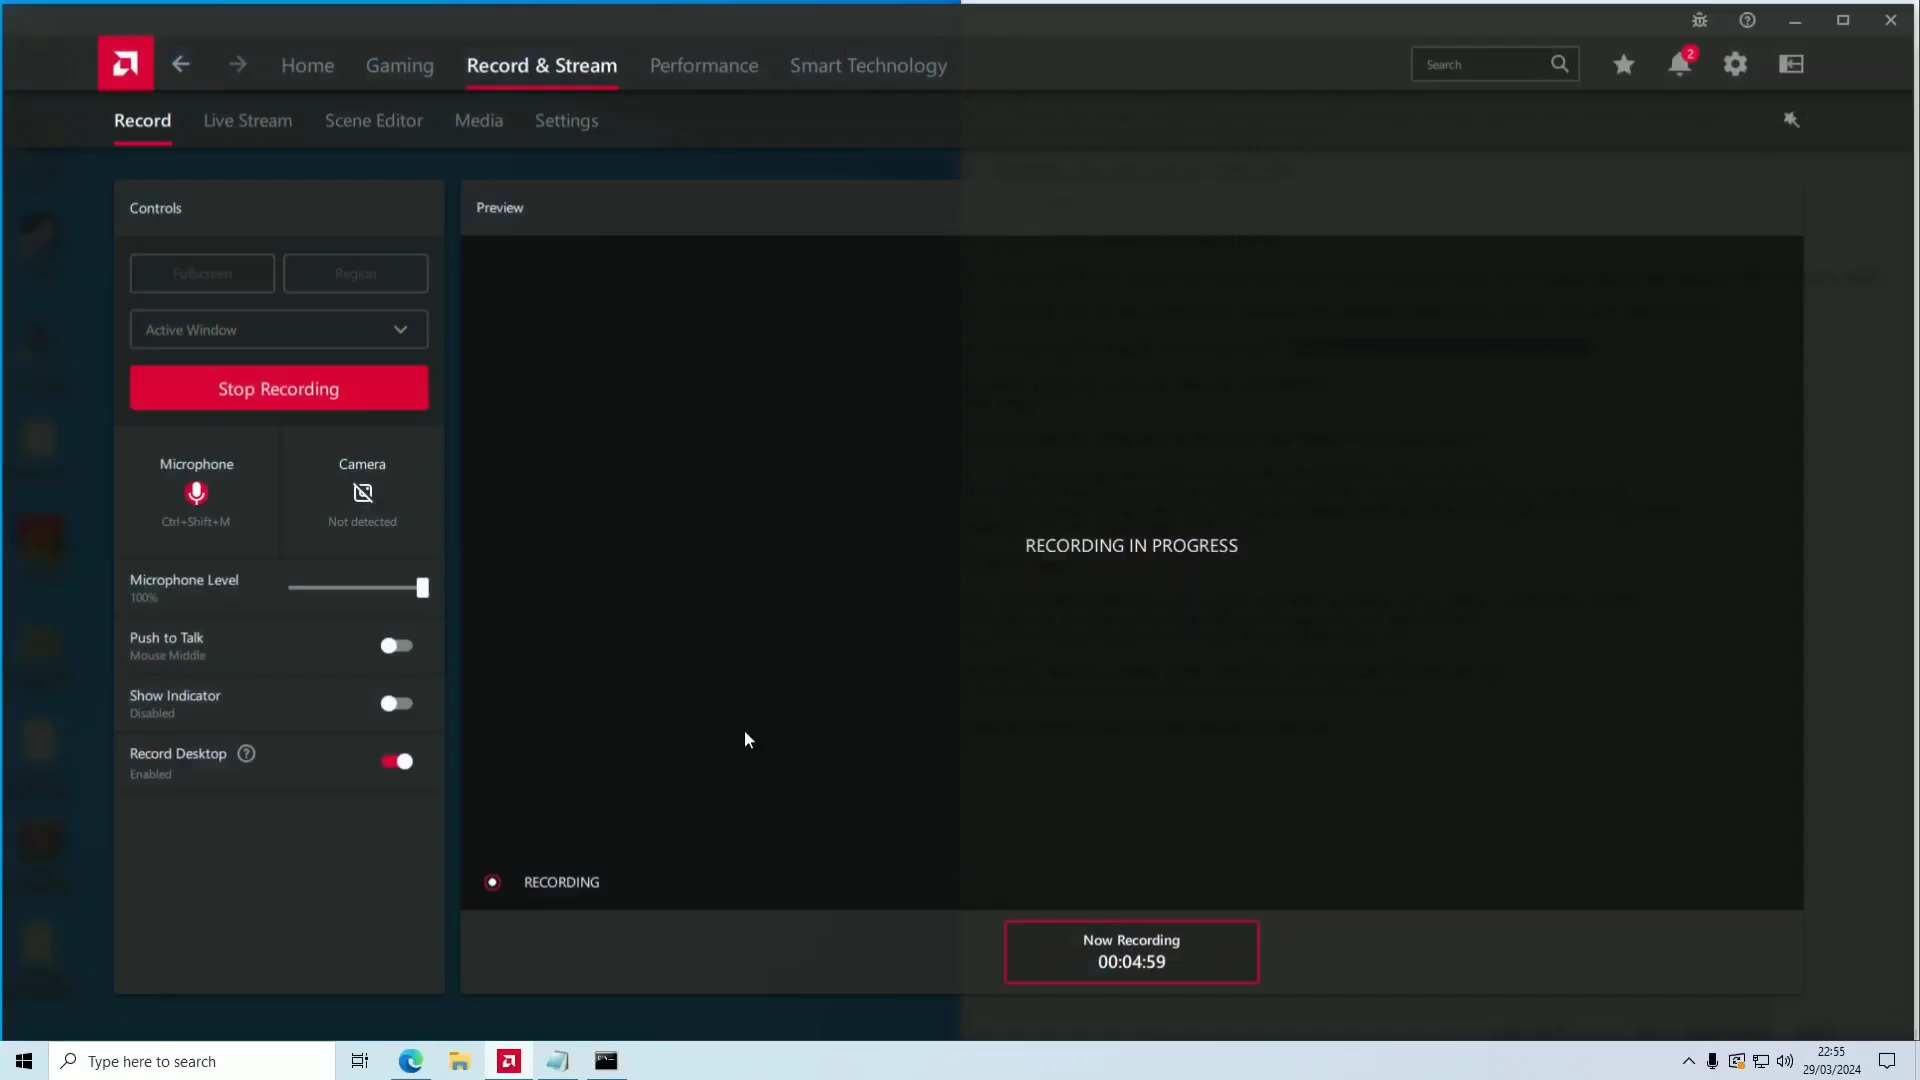 Home Gaming Record & Stream Performance Smart Technology Search 2
Record Live Stream Scene Editor Media Settings
Controls
Fullscreen Region
Active Window
Stop Recording
Microphone
Ctrl+Shift+M
Camera
Not detected
Microphone Level
100%
Push to Talk
Mouse Middle
Show Indicator
Disabled
Record Desktop ?
Enabled
Preview
RECORDING IN PROGRESS
RECORDING
Now Recording
00:04:59
Type here to search
22:55
29/03/2024